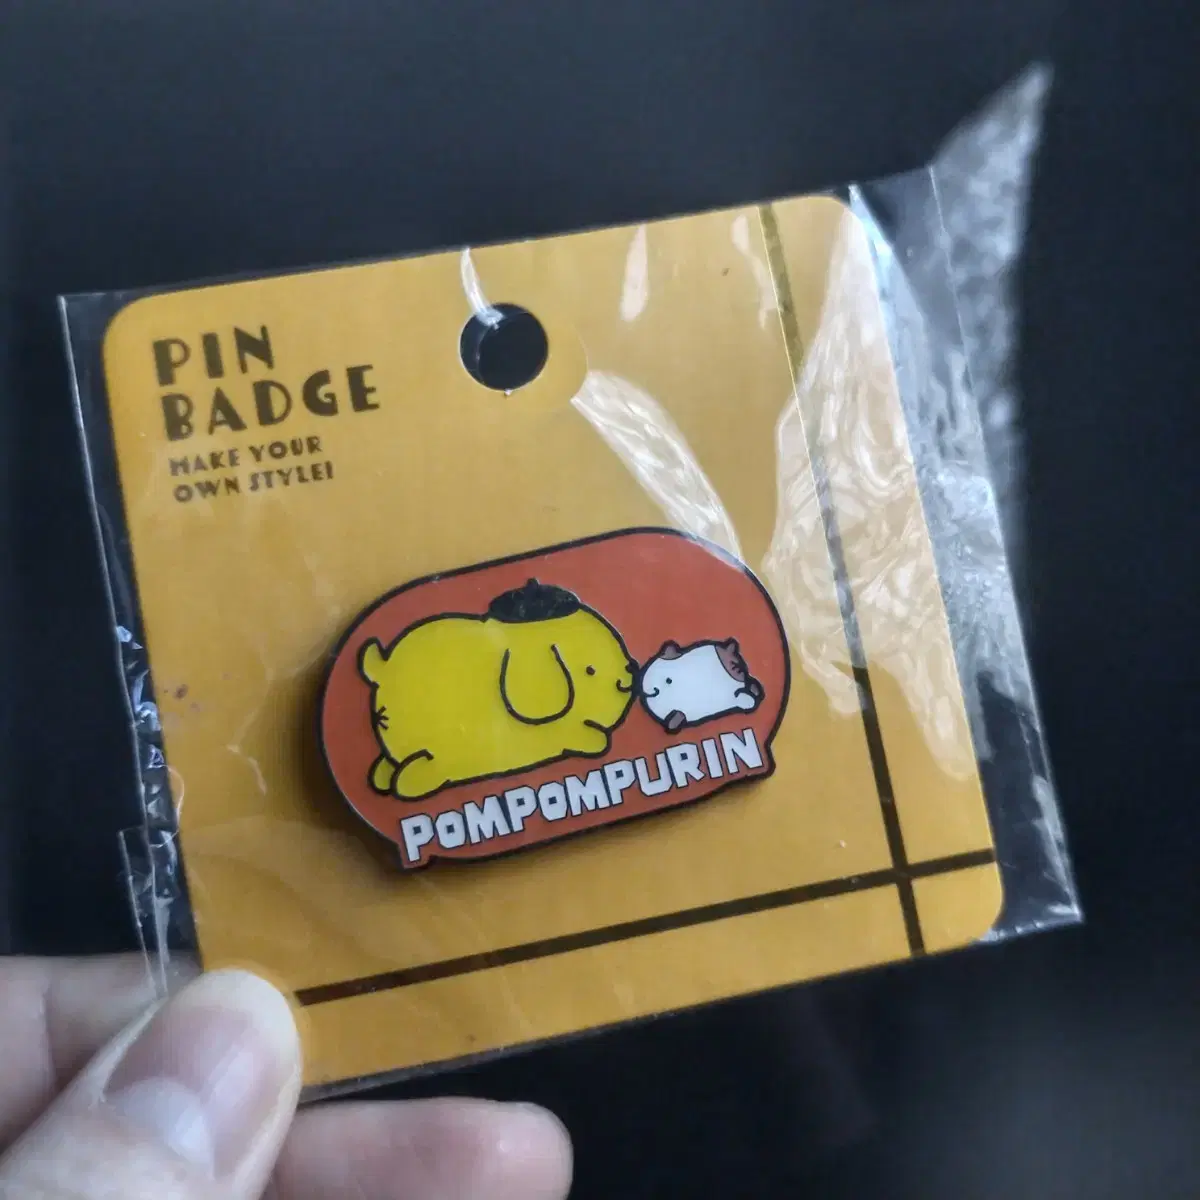 PIN
BADGE
MAKE YOUR
OWN STYLE!
POMPOMPURIN